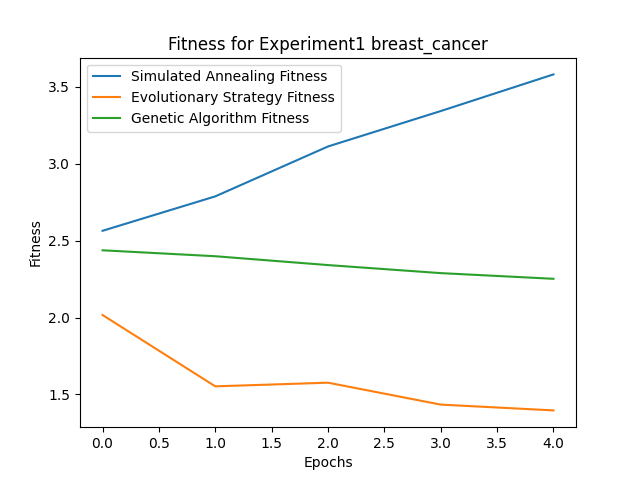 Fitness for Experiment1 breast_cancer
Simulated Annealing Fitness
Evolutionary Strategy Fitness
Genetic Algorithm Fitness
Fitness
3.5
3.0
2.5
2.0
1.5
0.0 0.5 1.0 1.5 2.0 2.5 3.0 3.5 4.0
Epochs